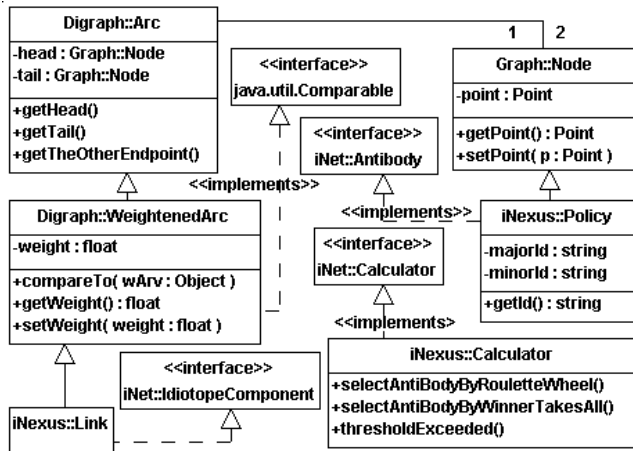 Digraph::Arc
-head : Graph::Node
-tail : Graph::Node
+getHead()
+getTail()
+getTheOtherEndpoint()
1 2
<<interface>>
java.util.Comparable
Graph::Node
-point : Point
+getPoint() : Point
+setPoint( p : Point )
<<interface>>
iNet::Antibody
<<implements>>
<<implements>>
Digraph::WeightenedArc
-weight : float
+compareTo( wArv : Object )
+getWeight() : float
+setWeight( weight : float )
iNexus::Policy
-majorId : string
-minorId : string
+getId() : string
<<interface>>
iNet::Calculator
<<implements>
iNexus::Calculator
+selectAntiBodyByRouletteWheel()
+selectAntiBodyByWinnerTakesAll()
+thresholdExceeded()
<<interface>>
iNet::IdiotopeComponent
iNexus::Link